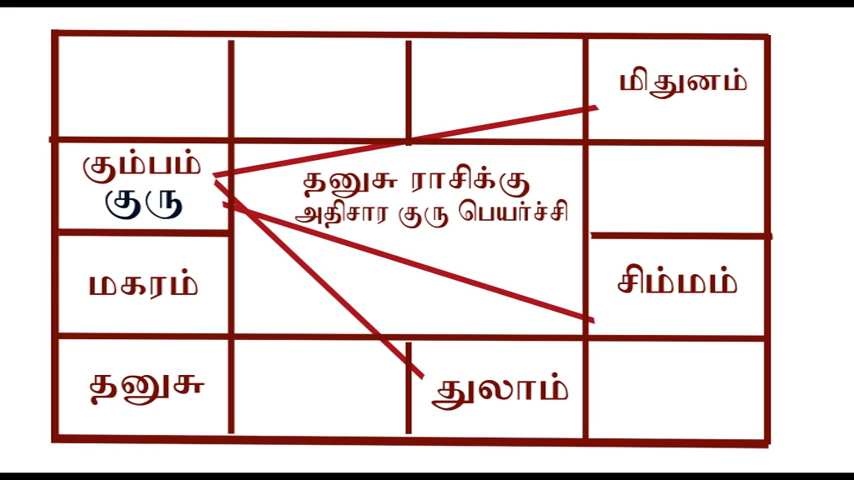 மிதுனம்
கும்பம்
குரு
தனுசு ராசிக்கு
அதிசார குரு பெயர்ச்சி
மகரம்
சிம்மம்
தனுசு
துலாம்